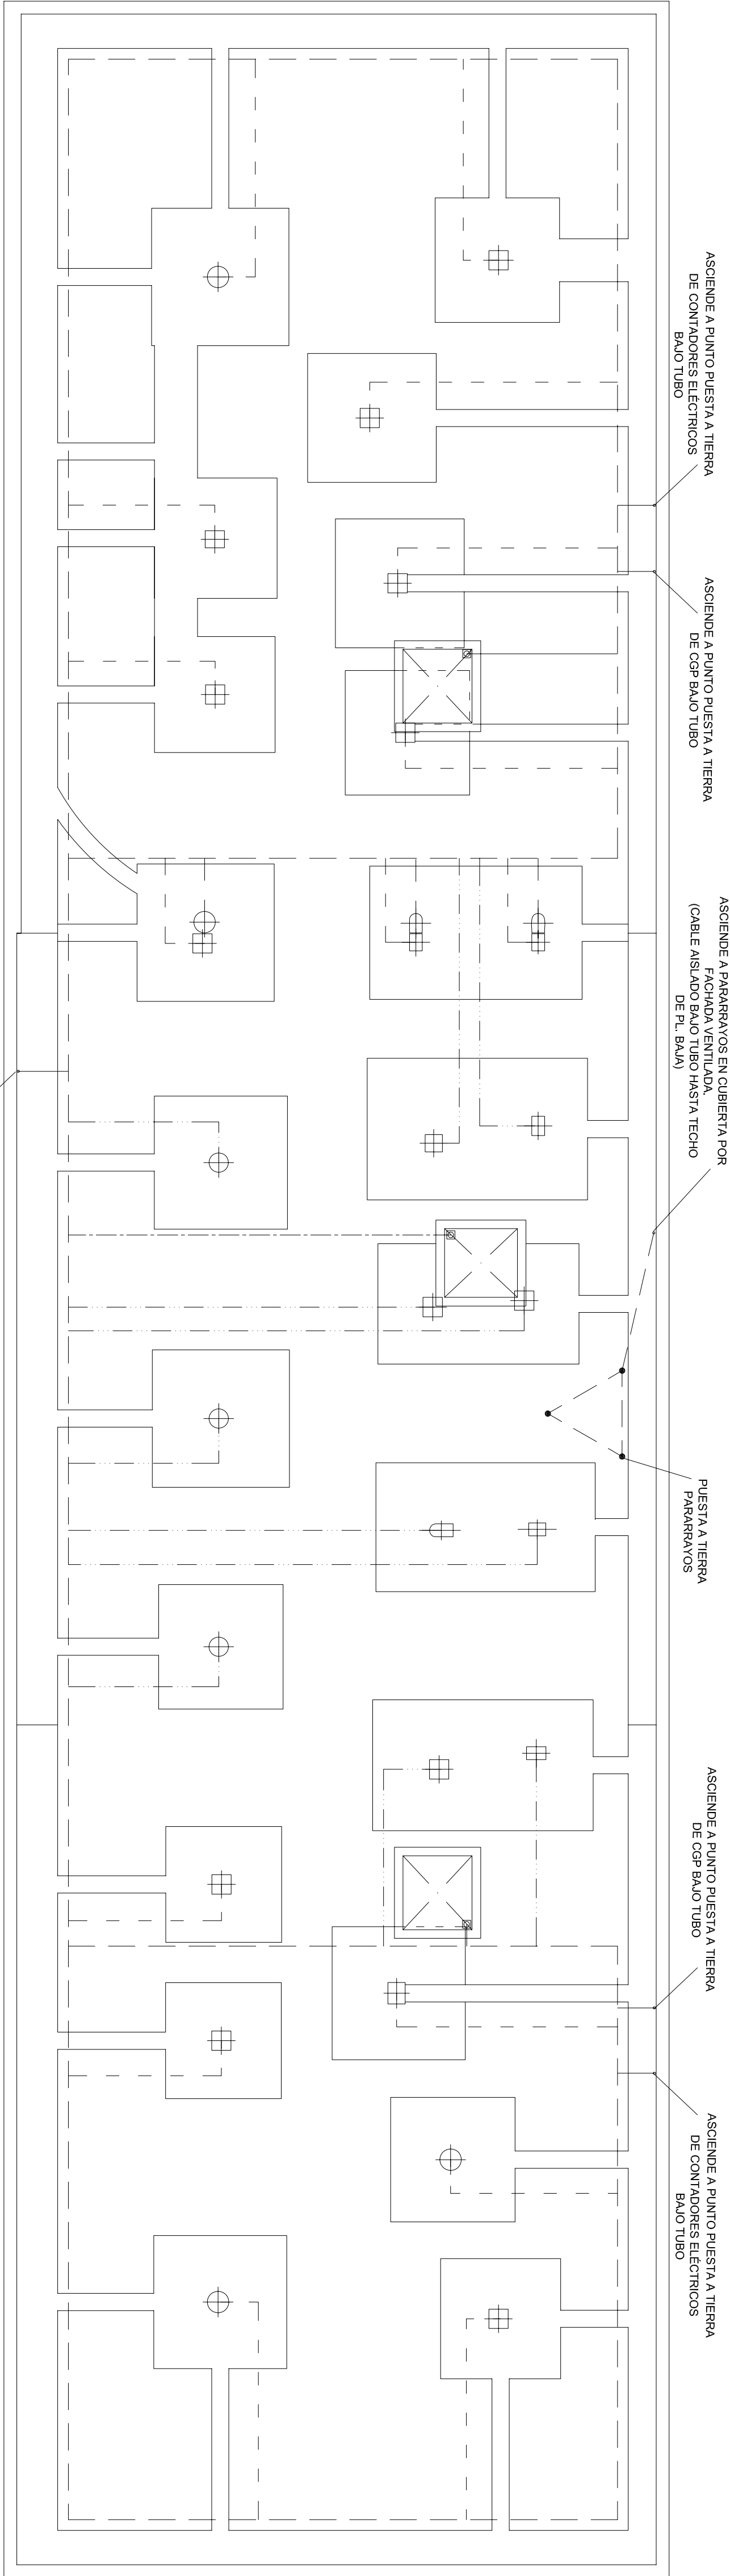 ASCIENDE A PUNTO PUESTA A TIERRA
DE CONTADORES ELÉCTRICOS
BAJO TUBO
ASCIENDE A PUNTO PUESTA A TIERRA
DE CGP BAJO TUBO
ASCIENDE A PARARRAYOS EN CUBIERTA POR
FACHADA VENTILADA.
(CABLE AISLADO BAJO TUBO HASTA TECHO
DE PL. BAJA)
PUESTA A TIERRA
PARARRAYOS
ASCIENDE A PUNTO PUESTA A TIERRA
DE CGP BAJO TUBO
ASCIENDE A PUNTO PUESTA A TIERRA
DE CONTADORES ELÉCTRICOS
BAJO TUBO